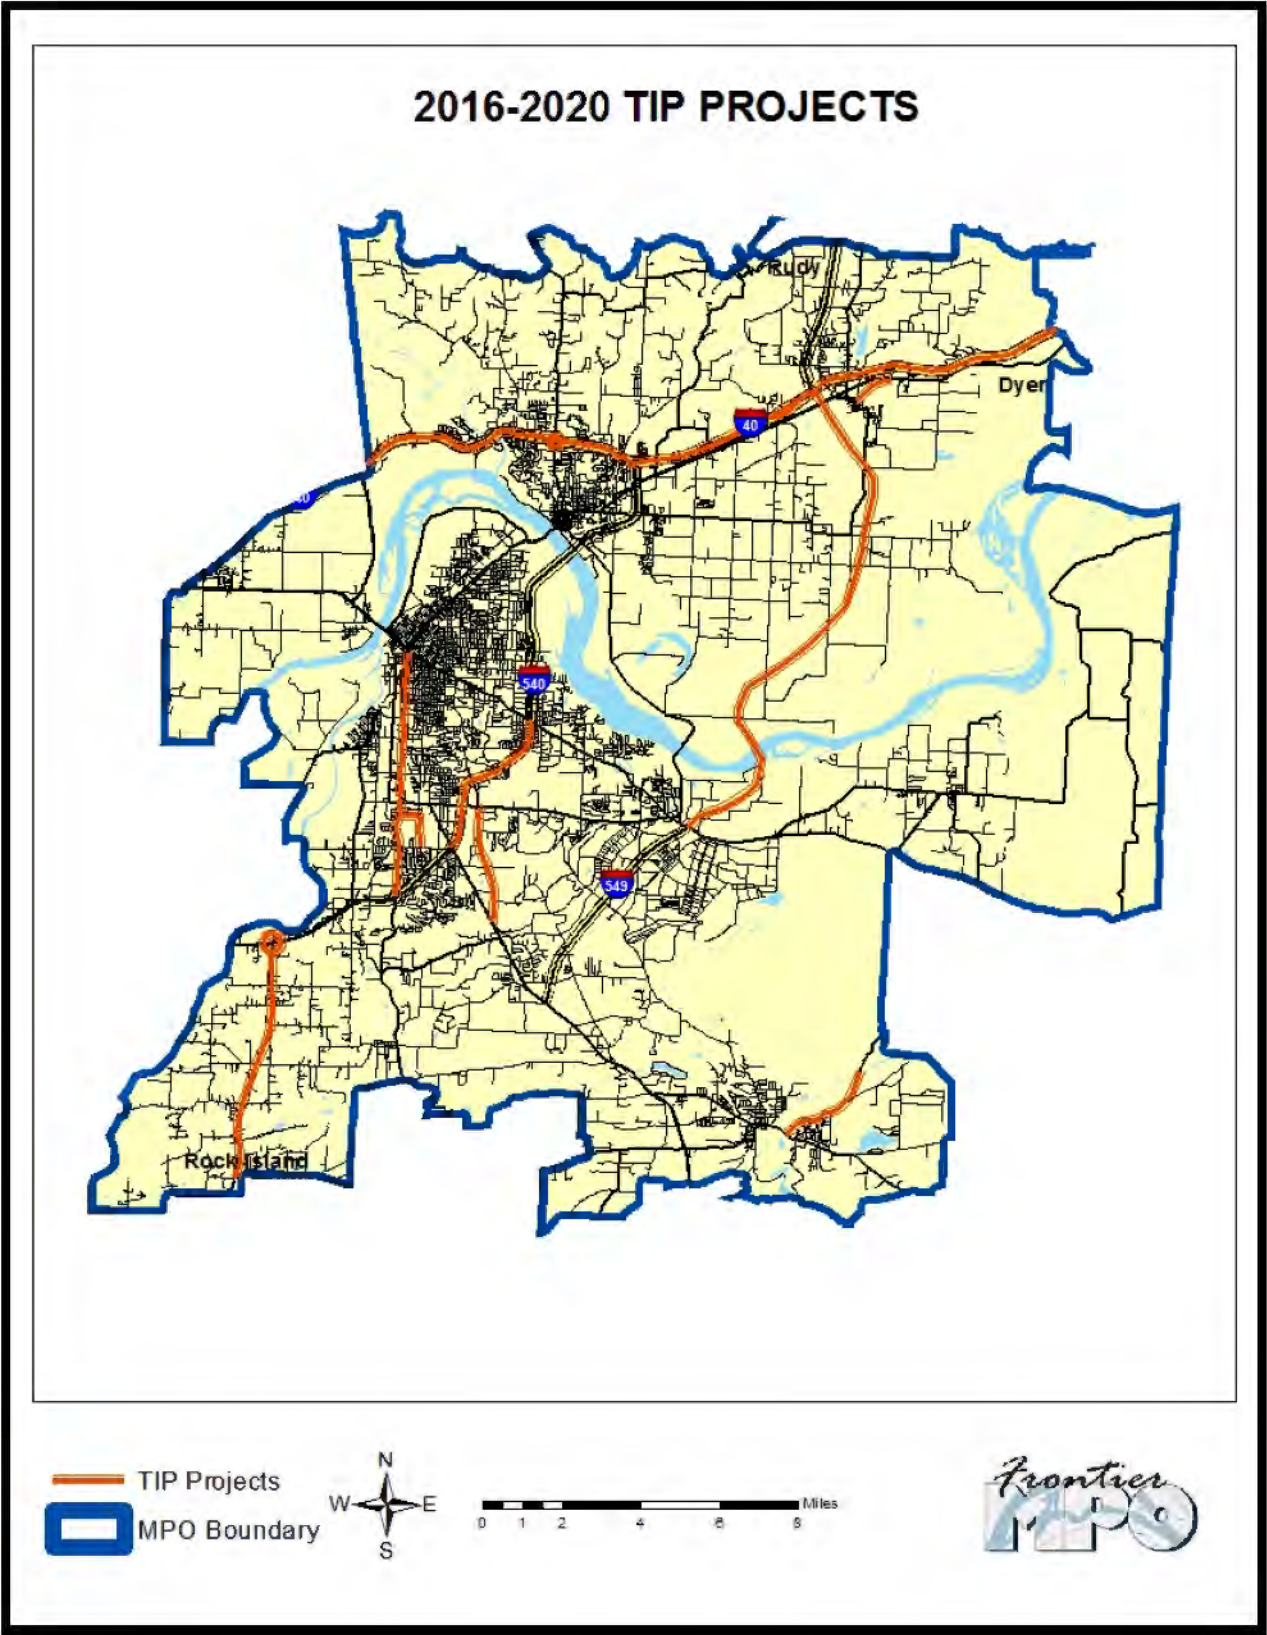 2016-2020 TIP PROJECTS
Rudy
Dyer
40
540
549
Rock Island
TIP Projects
MPO Boundary
N
W E
S
Miles
0 1 2 4 6 8
Frontier
MPO